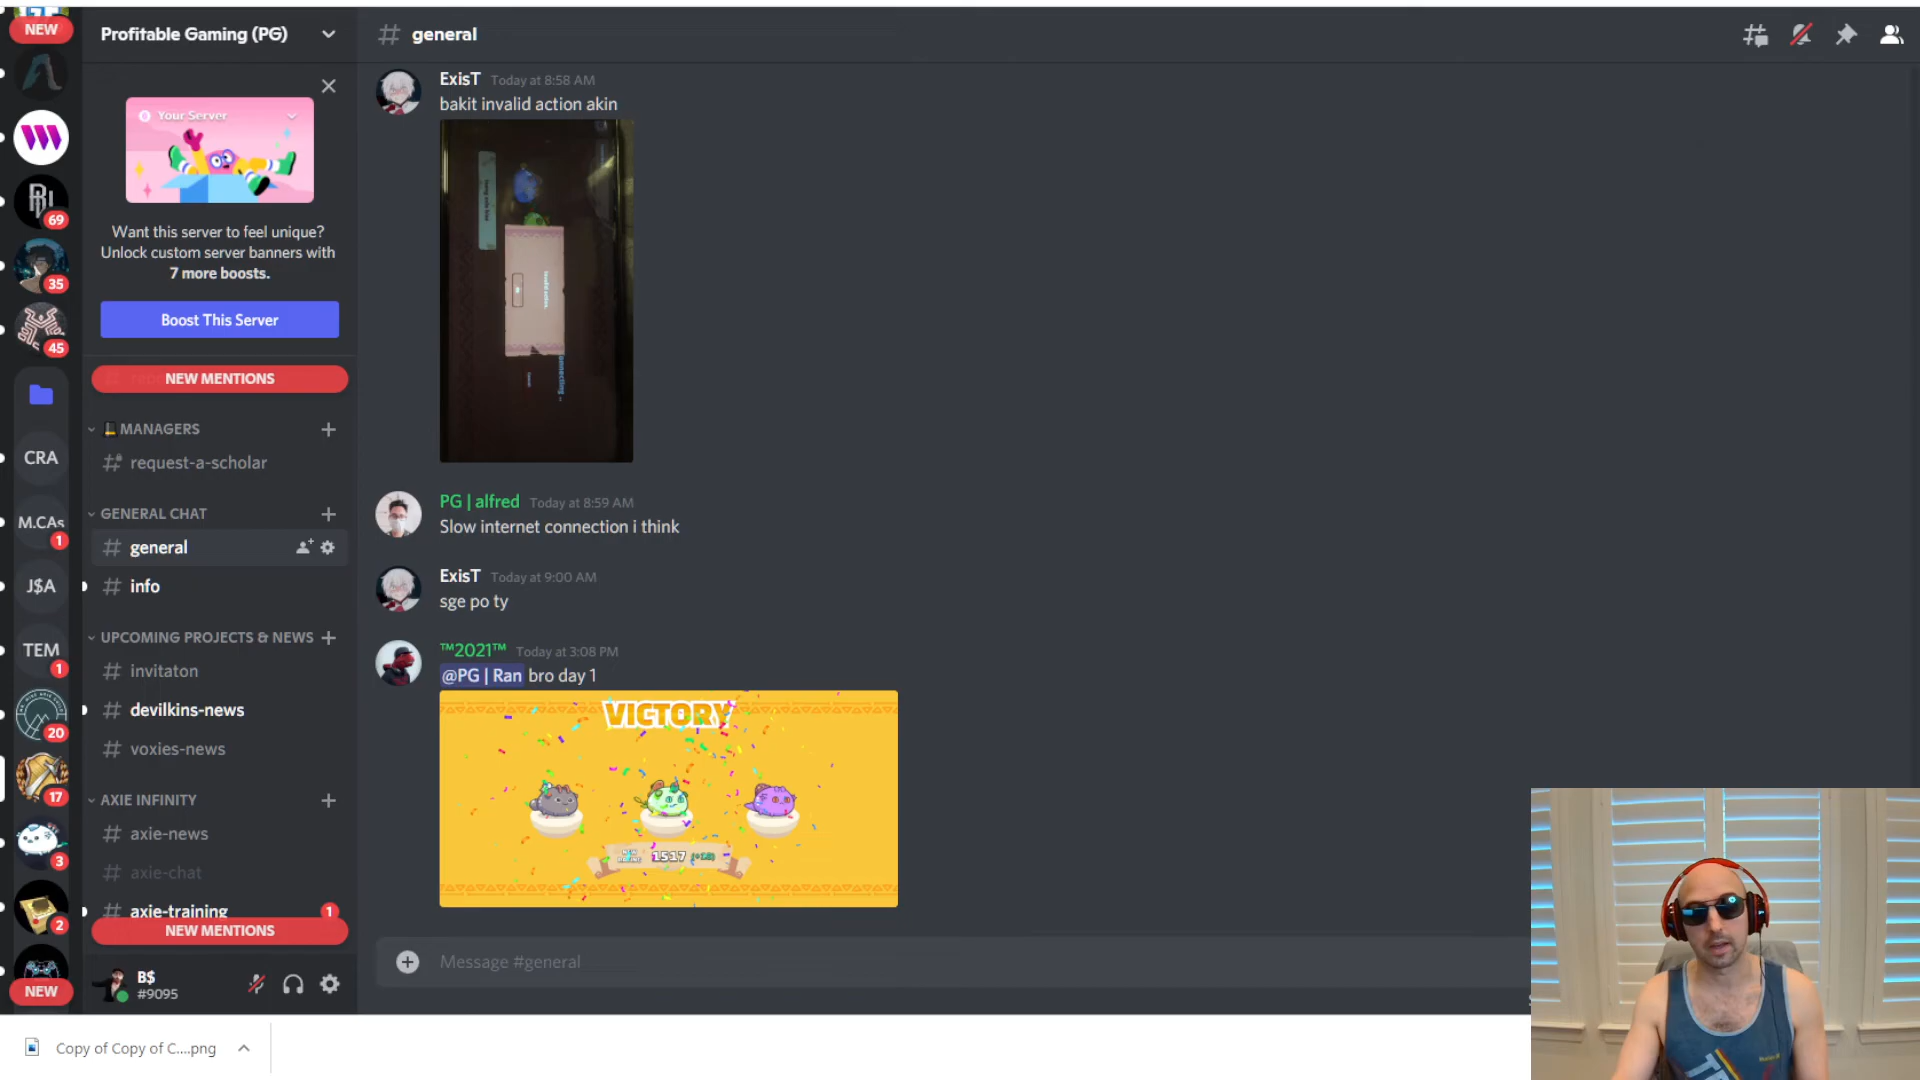 NEW
Profitable Gaming (PG)
general
ExisT Today at 8:58 AM
bakit invalid action akin
Your Server
Want this server to feel unique?
Unlock custom server banners with
7 more boosts.
Boost This Server
69
35
45
NEW MENTIONS
MANAGERS
request-a-scholar
CRA
GENERAL CHAT
general
info
M.CAs
1
J$A
PG | alfred Today at 8:59 AM
Slow internet connection i think
ExisT Today at 9:00 AM
sge po ty
UPCOMING PROJECTS & NEWS
invitaton
devilkins-news
voxies-news
TEM
1
20
17
™2021™ Today at 3:08 PM
@PG | Ran bro day 1
VICTORY
NEW
RATING
1517
AXIE INFINITY
axie-news
axie-chat
axie-training 1
NEW MENTIONS
3
2
NEW
B$
#9095
Message #general
Copy of Copy of C....png